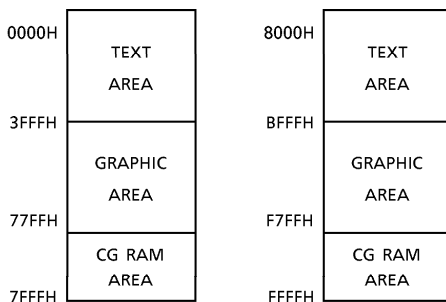 0000H
TEXT
AREA
3FFFH
GRAPHIC
AREA
77FFH
CG RAM
AREA
7FFFH
8000H
TEXT
AREA
BFFFH
GRAPHIC
AREA
F7FFH
CG RAM
AREA
FFFFH